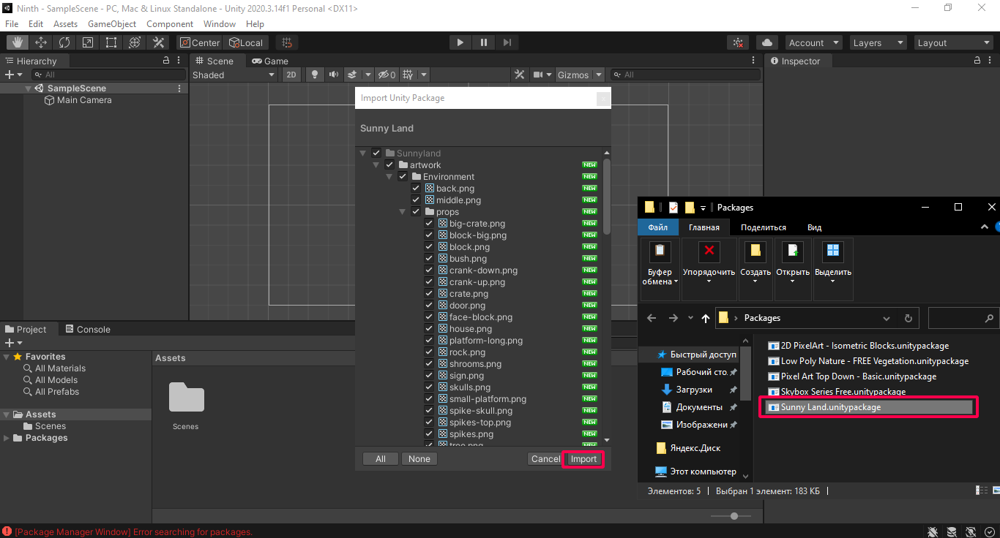 Ninth - SampleScene - PC, Mac & Linux Standalone - Unity 2020.3.14f1 Personal <DX11>
File Edit Assets GameObject Component Window Help
Center Local Account Layers Layout
Hierarchy
All
SampleScene
Main Camera
Scene Game
Shaded 2D 0 Gizmos All
Inspector
Import Unity Package
Sunny Land
Sunnyland
artwork NEW
Environment NEW
back.png NEW
middle.png NEW
props NEW
big-crate.png NEW
block-big.png NEW
block.png NEW
bush.png NEW
crank-down.png NEW
crank-up.png NEW
crate.png NEW
door.png NEW
face-block.png NEW
house.png NEW
platform-long.png NEW
rock.png NEW
shrooms.png NEW
sign.png NEW
skulls.png NEW
small-platform.png NEW
spike-skull.png NEW
spikes-top.png NEW
spikes.png NEW
tree.png NEW
All None Cancel Import
Project Console
Favorites
All Materials
All Models
All Prefabs
Assets
Scenes
Packages
Assets
Scenes
Packages
Файл Главная Поделиться Вид
Буфер обмена
Упорядочить
Создать
Открыть
Выделить
Packages
Быстрый доступ
Рабочий сто.
Загрузки
Документы
Изображени
Яндекс.Диск
Этот компьютер
2D PixelArt - Isometric Blocks.unitypackage
Low Poly Nature - FREE Vegetation.unitypackage
Pixel Art Top Down - Basic.unitypackage
Skybox Series Free.unitypackage
Sunny Land.unitypackage
Элементов: 5 Выбран 1 элемент: 183 КБ
[Package Manager Window] Error searching for packages.